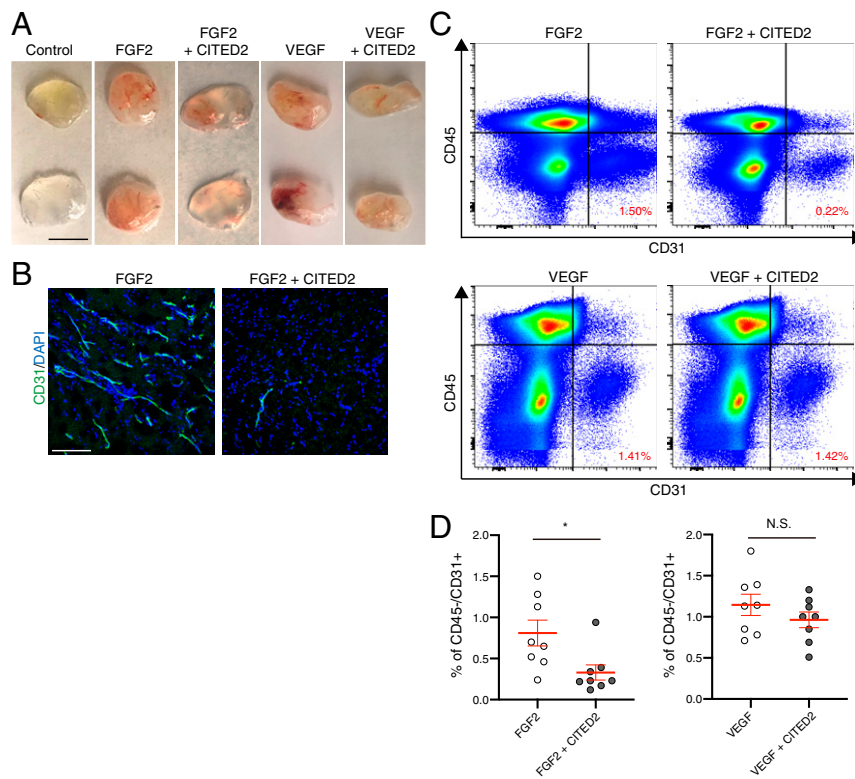 A
Control
FGF2
FGF2
+ CITED2
VEGF
VEGF
+ CITED2
B
FGF2
FGF2 + CITED2
CD31/DAPI
C
FGF2
FGF2 + CITED2
CD45
1.50%
0.22%
CD31
VEGF
VEGF + CITED2
CD45
1.41%
1.42%
CD31
D
% of CD45-/CD31+
2.0
1.5
1.0
0.5
0.0
*
FGF2
FGF2 + CITED2
% of CD45-/CD31+
2.0
1.5
1.0
0.5
0.0
N.S.
VEGF
VEGF + CITED2